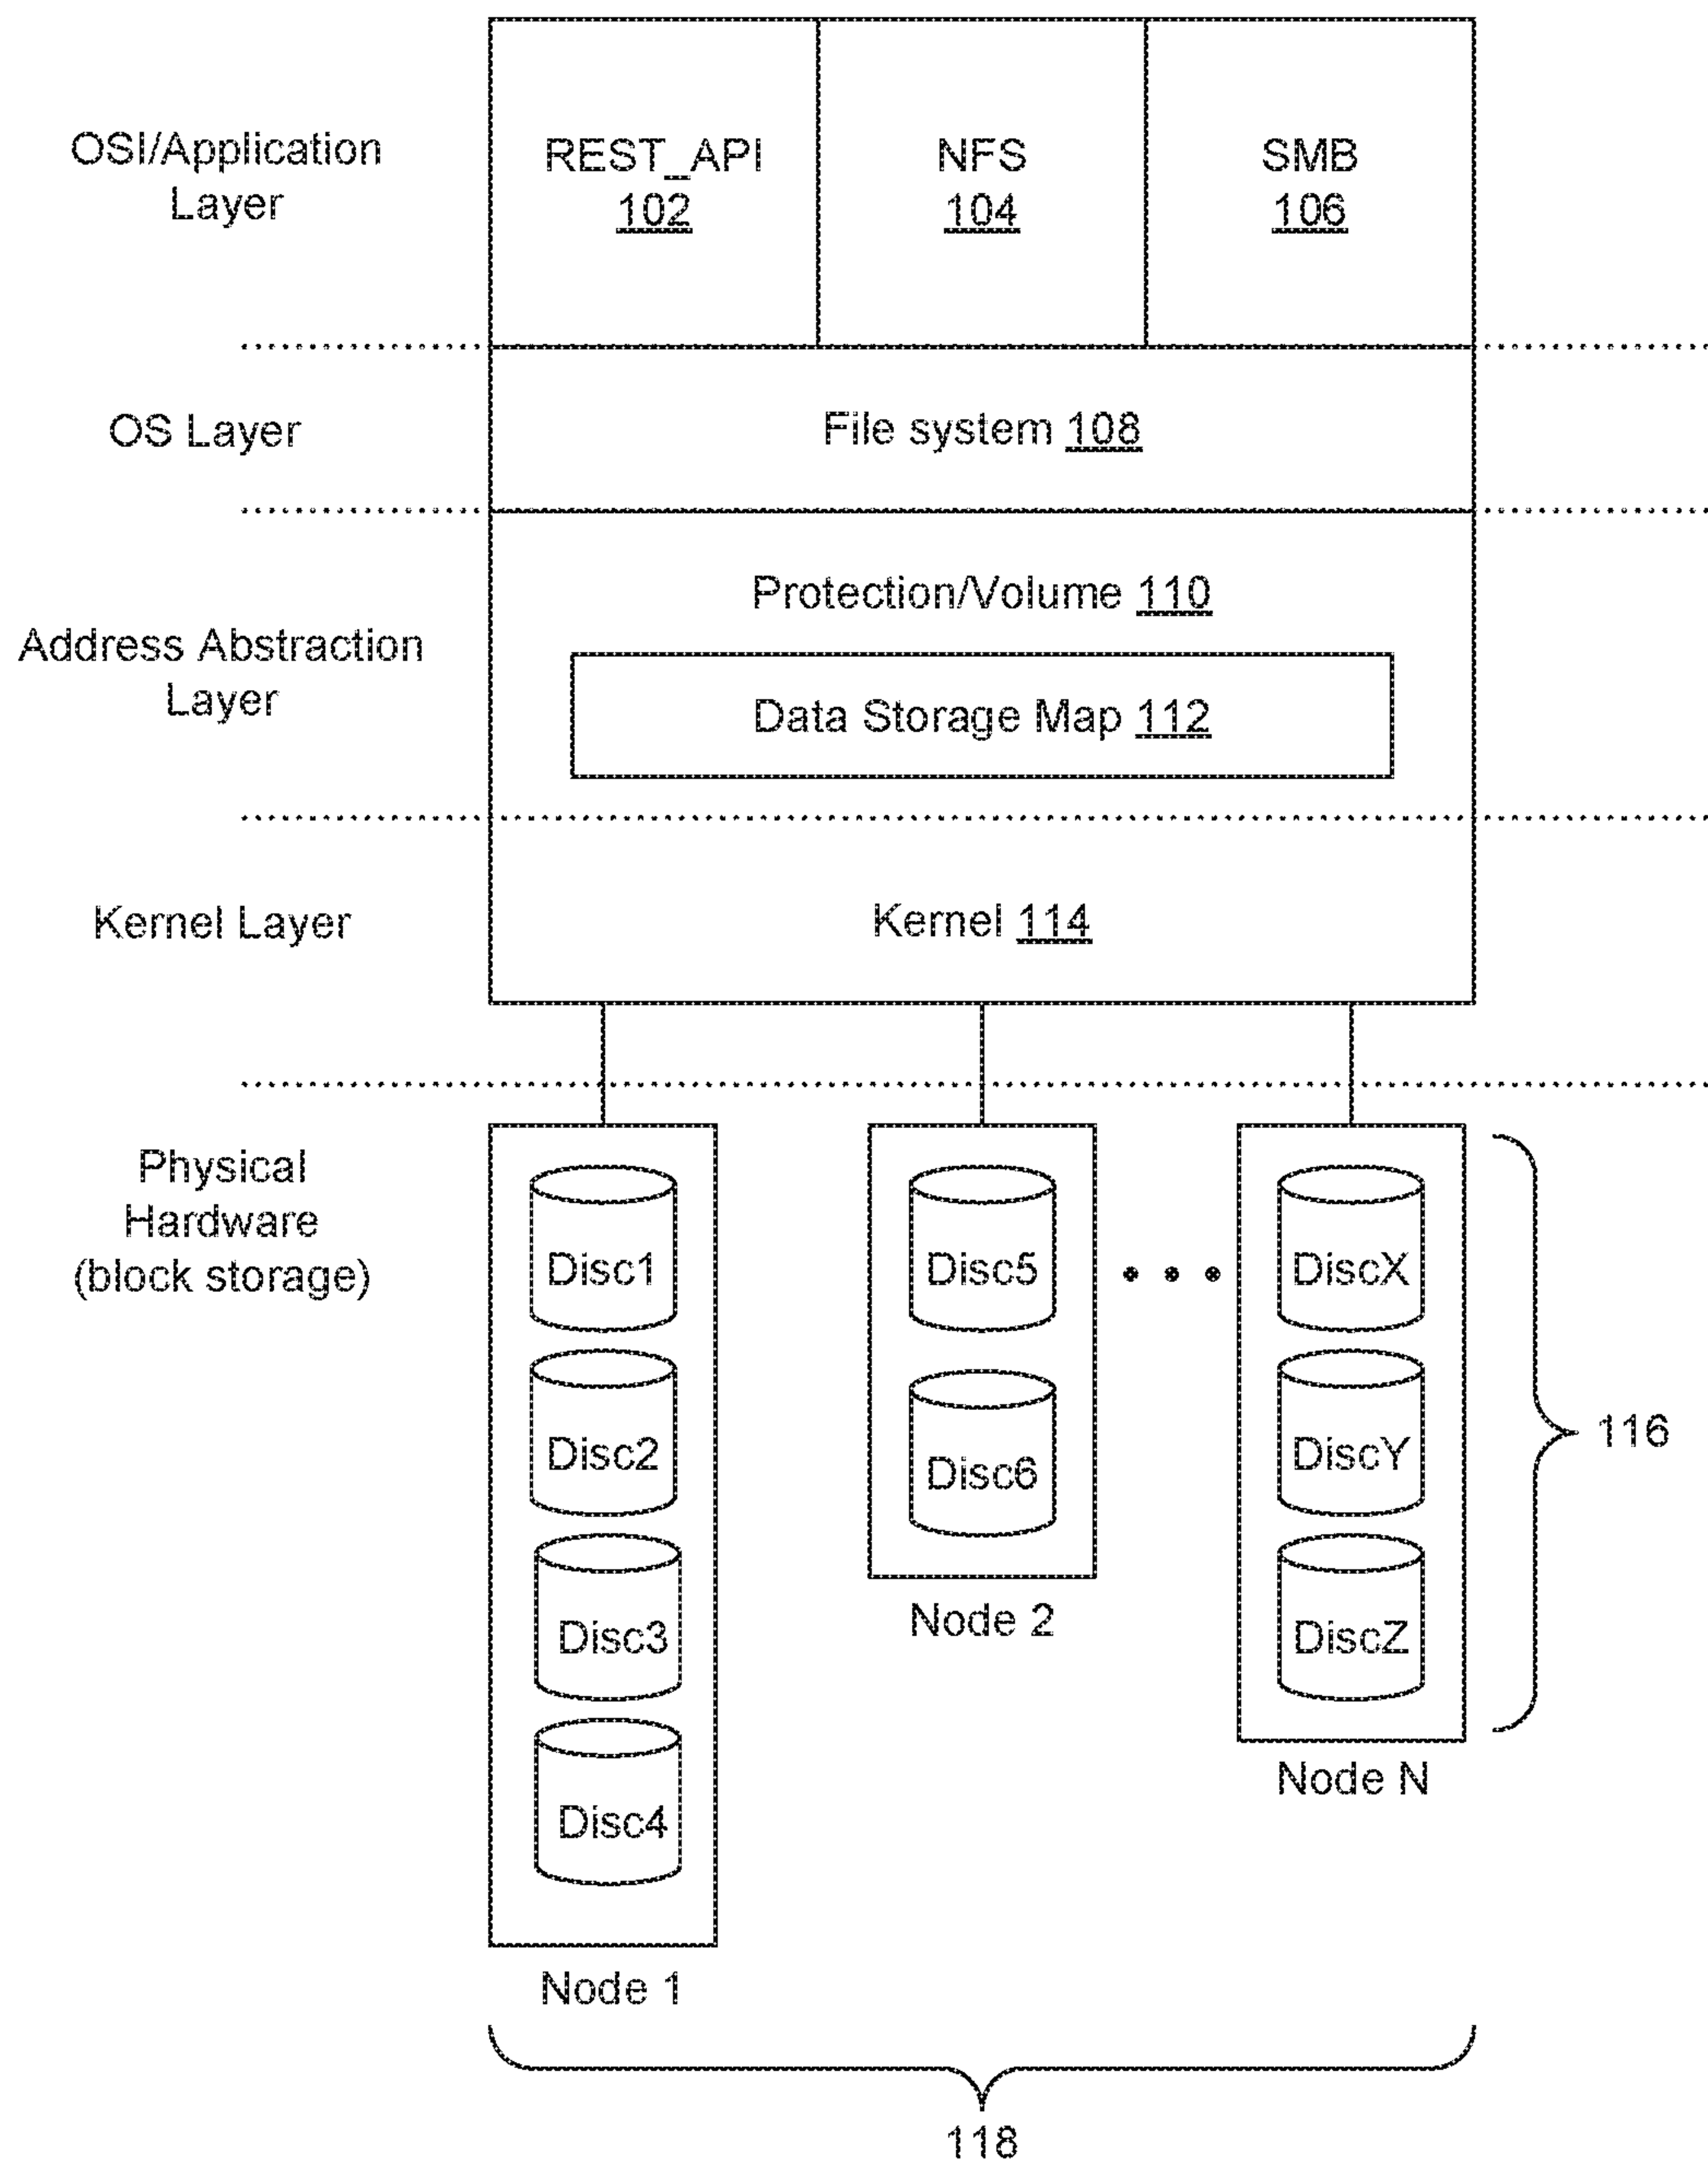 OSI/Application
Layer
REST_API
102
NFS
104
SMB
106
OS Layer
File system 108
Address Abstraction
Layer
Protection/Volume 110
Data Storage Map 112
Kernel Layer
Kernel 114
Physical
Hardware
(block storage)
Disc1
Disc2
Disc3
Disc4
Node 1
Disc5
Disc6
Node 2
DiscX
DiscY
DiscZ
Node N
116
118